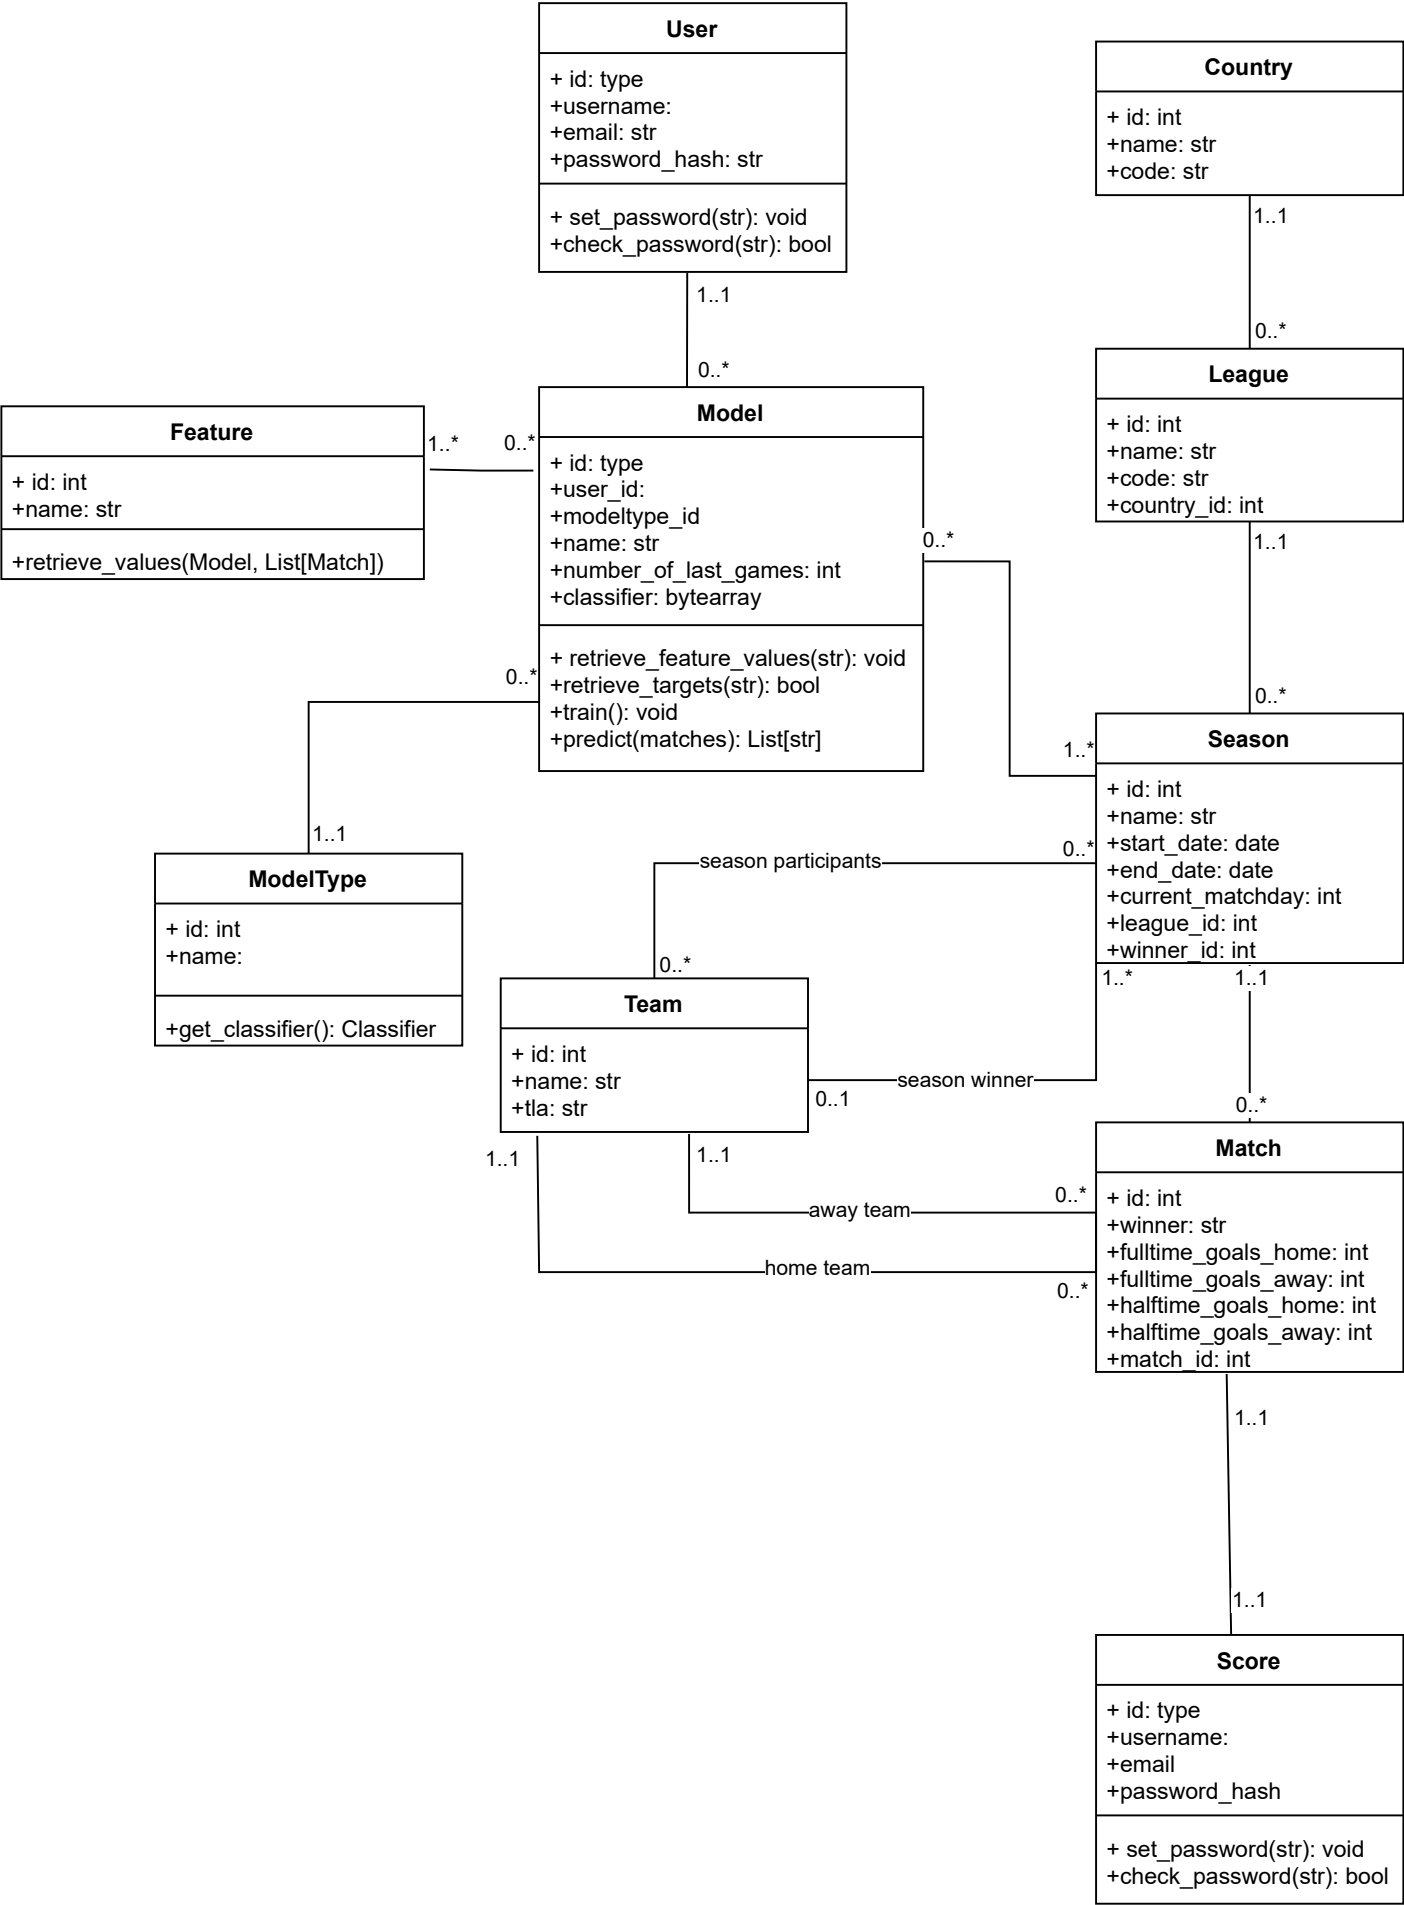 User
+ id: type
+username:
+email: str
+password_hash: str
+ set_password(str): void
+check_password(str): bool
1..1
0..*
Country
+ id: int
+name: str
+code: str
1..1
0..*
League
+ id: int
+name: str
+code: str
+country_id: int
1..1
0..*
Feature
+ id: int
+name: str
+retrieve_values(Model, List[Match])
1..*
0..*
Model
+ id: type
+user_id:
+modeltype_id
+name: str
+number_of_last_games: int
+classifier: bytearray
+ retrieve_feature_values(str): void
+retrieve_targets(str): bool
+train(): void
+predict(matches): List[str]
0..*
1..*
0..*
1..1
ModelType
+ id: int
+name:
+get_classifier(): Classifier
Season
+ id: int
+name: str
+start_date: date
+end_date: date
+current_matchday: int
+league_id: int
+winner_id: int
season participants
0..*
0..*
1..*
1..1
Team
+ id: int
+name: str
+tla: str
season winner
0..1
0..*
1..1
1..1
away team
0..*
home team
0..*
Match
+ id: int
+winner: str
+fulltime_goals_home: int
+fulltime_goals_away: int
+halftime_goals_home: int
+halftime_goals_away: int
+match_id: int
1..1
1..1
Score
+ id: type
+username:
+email
+password_hash
+ set_password(str): void
+check_password(str): bool